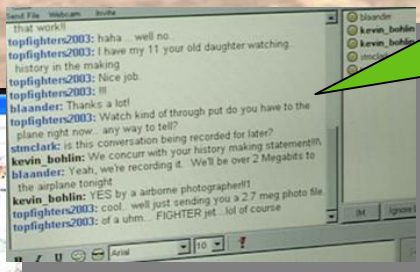 Send File Webcam Invite
that work!!
topfighters2003: haha ... well no..
topfighters2003: I have my 11 your old daughter watching..
history in the making
topfighters2003: Nice job.
topfighters2003: !!!
blaander: Thanks a lot!
topfighters2003: Watch kind of through put do you have to the
plane right now... any way to tell?
stmclark: is this conversation being recorded for later?
kevin_bohlin: We concurr with your history making statement!!!\
blaander: Yeah, we're recording it. We'll be over 2 Megabits to
the airplane tonight
kevin_bohlin: YES by a airborne photographer!!1
topfighters2003: cool.. well just sending you a 2.7 meg photo file
topfighters2003: of a uhm.... FIGHTER jet...lol of course
B I U Arial 10
blaander
kevin_bohlin
kevin_bohlin
stmclark
IM Ignore